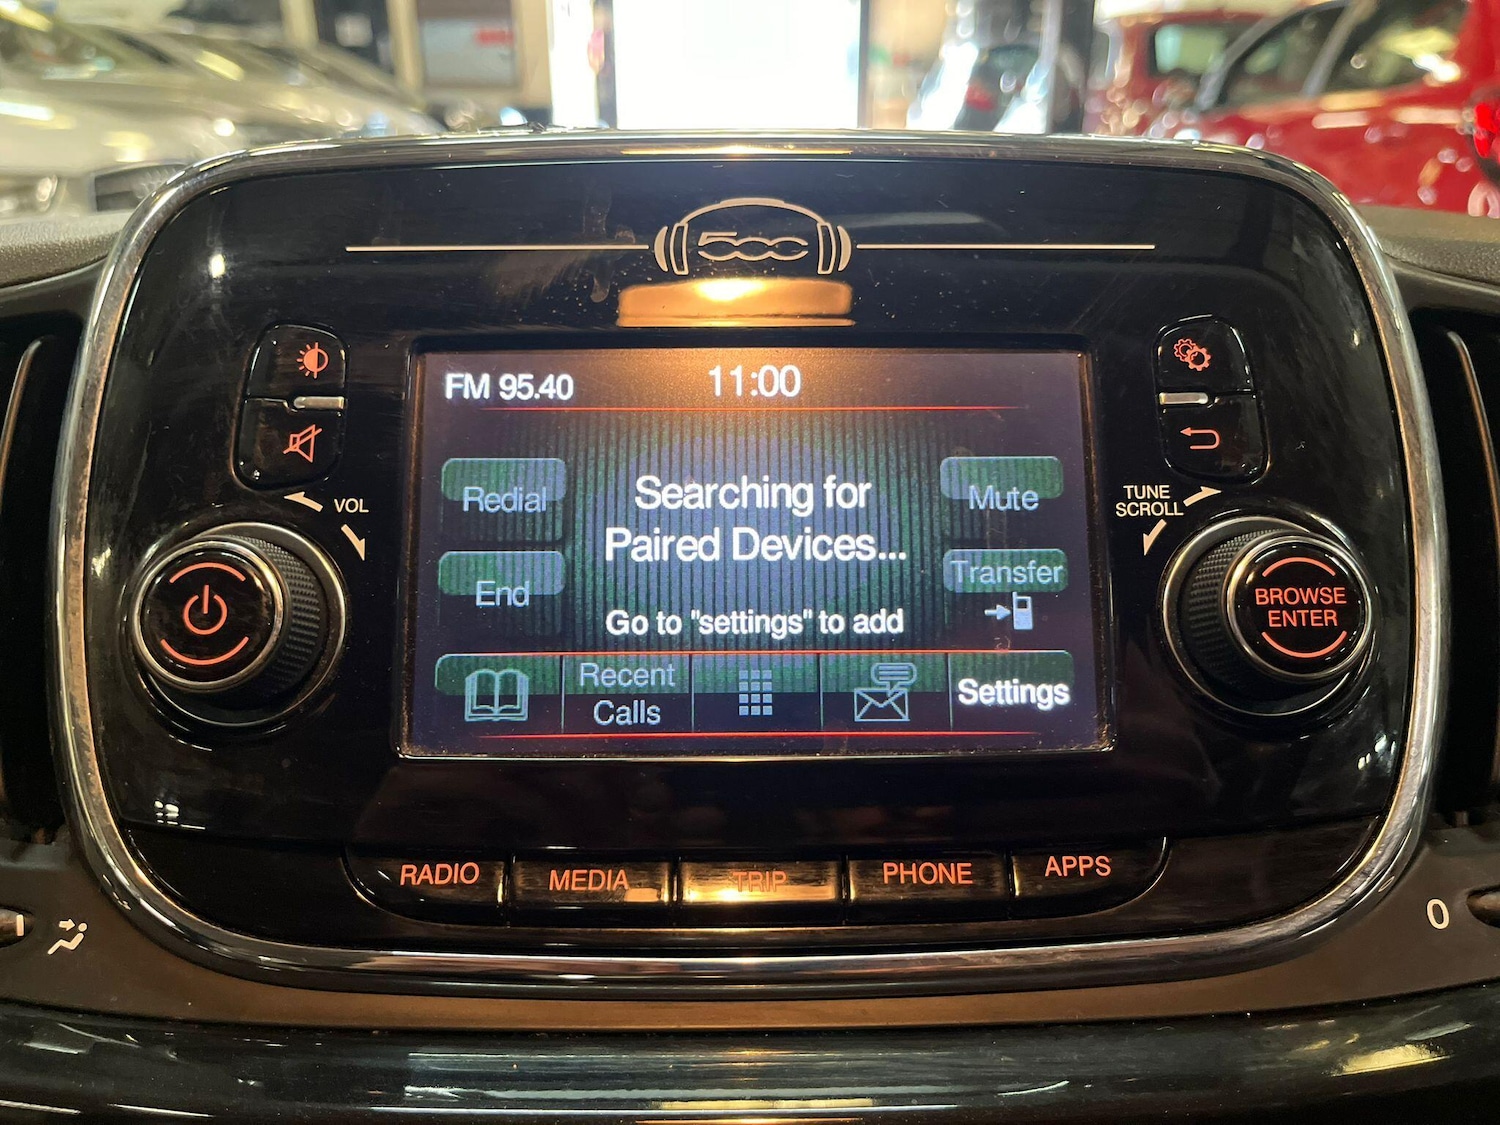 500
FM 95.40
11:00
VOL
TUNE
SCROLL
Redial
Searching for
Paired Devices...
Mute
End
Transfer
Go to "settings" to add
BROWSE
ENTER
Recent
Calls
Settings
RADIO
MEDIA
TRIP
PHONE
APPS
0